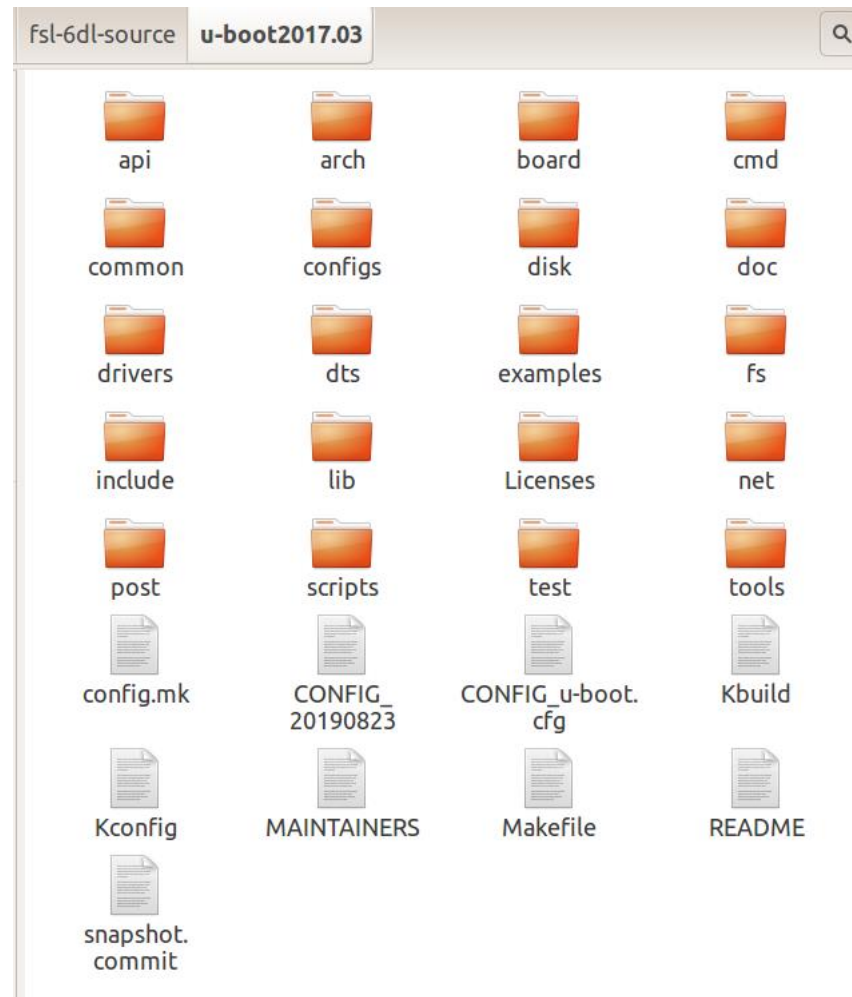 fsl-6dl-source u-boot2017.03
api arch board cmd
common configs disk doc
drivers dts examples fs
include lib Licenses net
post scripts test tools
config.mk CONFIG_ CONFIG_u-boot. Kbuild
20190823 cfg
Kconfig MAINTAINERS Makefile README
snapshot.
commit